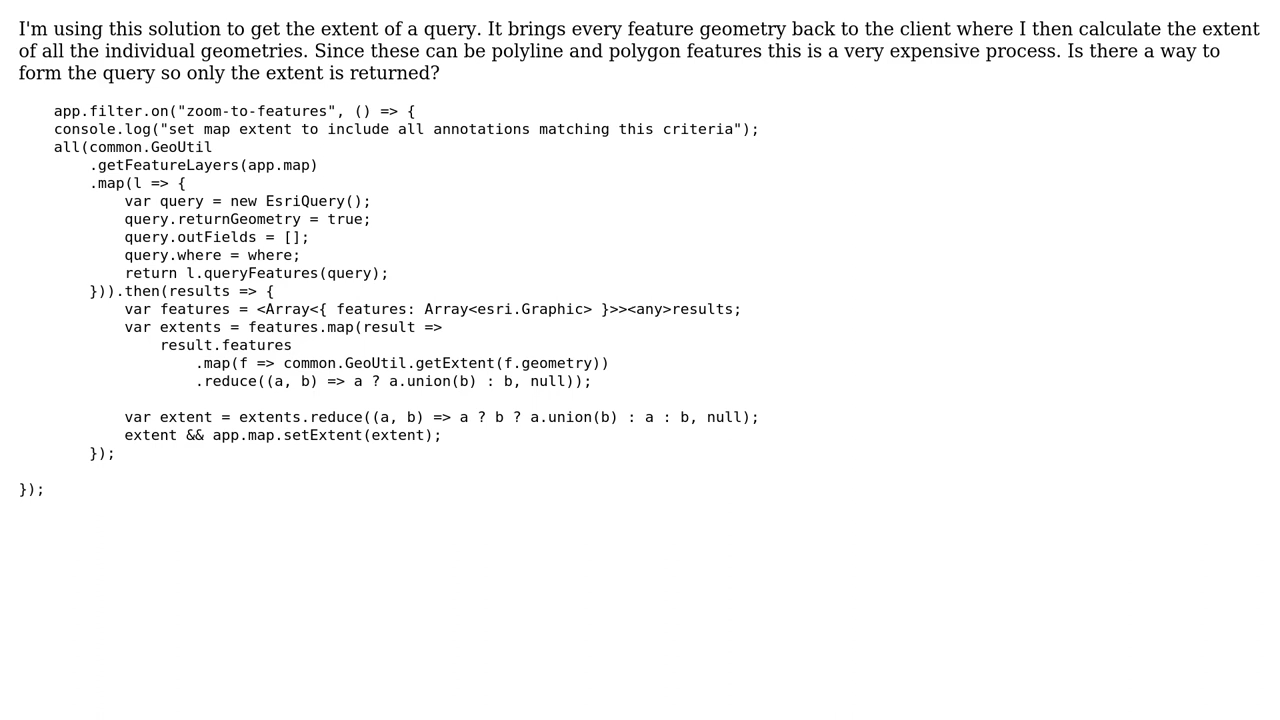 I'm using this solution to get the extent of a query. It brings every feature geometry back to the client where I then calculate the extent
of all the individual geometries. Since these can be polyline and polygon features this is a very expensive process. Is there a way to
form the query so only the extent is returned?
    app.filter.on("zoom-to-features", () => {
    console.log("set map extent to include all annotations matching this criteria");
    all(common.GeoUtil
        .getFeatureLayers(app.map)
        .map(l => {
            var query = new EsriQuery();
            query.returnGeometry = true;
            query.outFields = [];
            query.where = where;
            return l.queryFeatures(query);
        })).then(results => {
            var features = <Array<{ features: Array<esri.Graphic> }>><any>results;
            var extents = features.map(result =>
                result.features
                    .map(f => common.GeoUtil.getExtent(f.geometry))
                    .reduce((a, b) => a ? a.union(b) : b, null));
            var extent = extents.reduce((a, b) => a ? b ? a.union(b) : a : b, null);
            extent && app.map.setExtent(extent);
        });
});